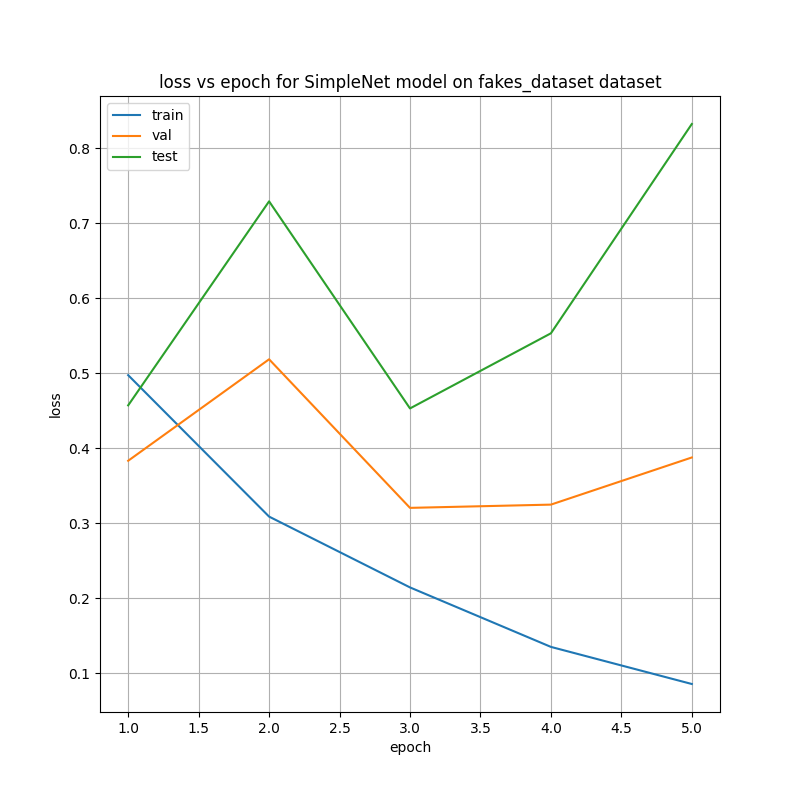 loss vs epoch for SimpleNet model on fakes_dataset dataset
train
val
test
0.8
0.7
0.6
0.5
0.4
0.3
0.2
0.1
loss
1.0 1.5 2.0 2.5 3.0 3.5 4.0 4.5 5.0
epoch